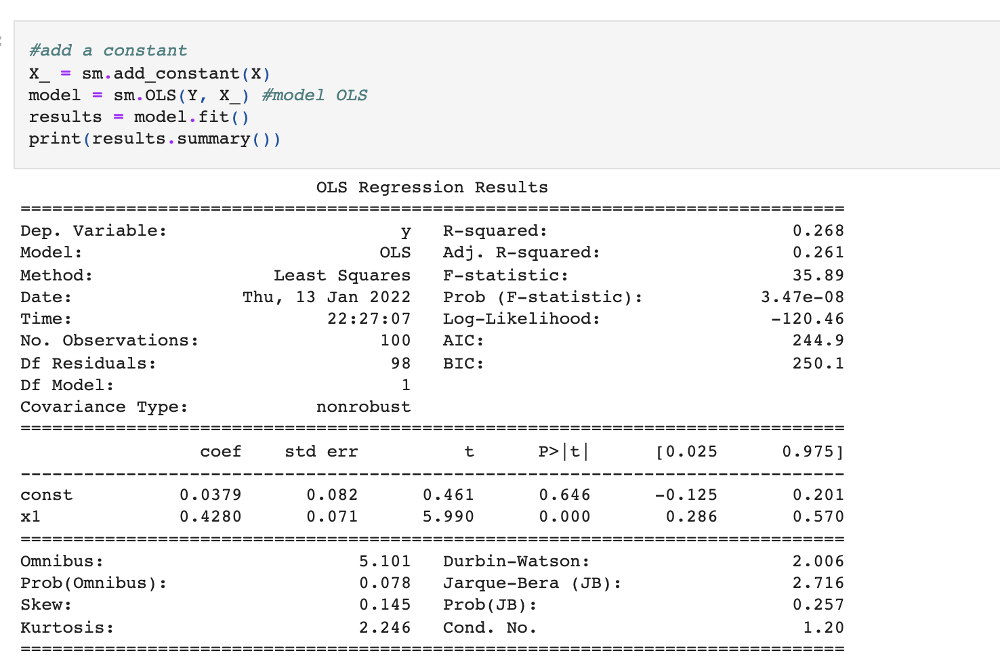 #add a constant
X_ = sm.add_constant(X)
model = sm.OLS(Y, X_) #model OLS
results = model.fit()
print(results.summary())
                            OLS Regression Results
==============================================================================
Dep. Variable:                      y   R-squared:                       0.268
Model:                            OLS   Adj. R-squared:                  0.261
Method:                 Least Squares   F-statistic:                     35.89
Date:                Thu, 13 Jan 2022   Prob (F-statistic):           3.47e-08
Time:                        22:27:07   Log-Likelihood:                -120.46
No. Observations:                 100   AIC:                             244.9
Df Residuals:                      98   BIC:                             250.1
Df Model:                           1
Covariance Type:            nonrobust
==============================================================================
                 coef    std err          t      P>|t|      [0.025      0.975]
------------------------------------------------------------------------------
const          0.0379      0.082      0.461      0.646      -0.125       0.201
x1             0.4280      0.071      5.990      0.000       0.286       0.570
==============================================================================
Omnibus:                        5.101   Durbin-Watson:                   2.006
Prob(Omnibus):                  0.078   Jarque-Bera (JB):                2.716
Skew:                           0.145   Prob(JB):                        0.257
Kurtosis:                       2.246   Cond. No.                         1.20
==============================================================================